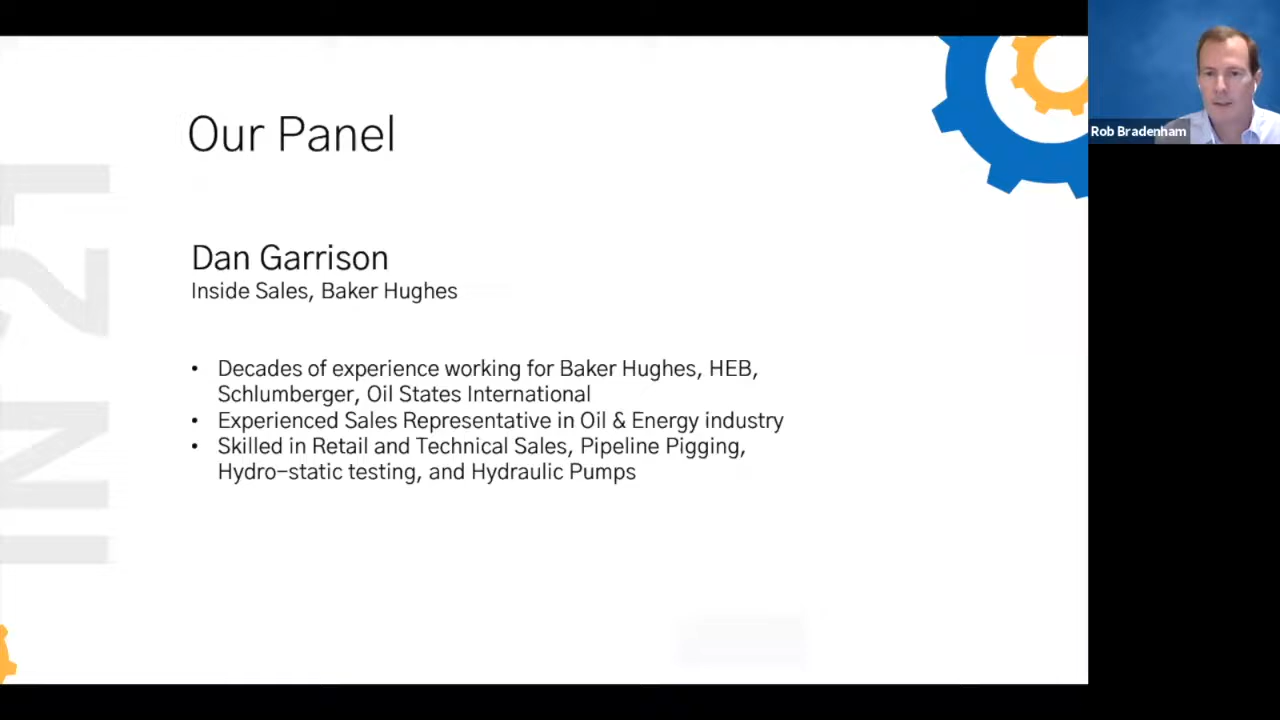 Our Panel
Dan Garrison
Inside Sales, Baker Hughes
• Decades of experience working for Baker Hughes, HEB,
Schlumberger, Oil States International
• Experienced Sales Representative in Oil & Energy industry
• Skilled in Retail and Technical Sales, Pipeline Pigging,
Hydro-static testing, and Hydraulic Pumps
IN 21
Rob Bradenham